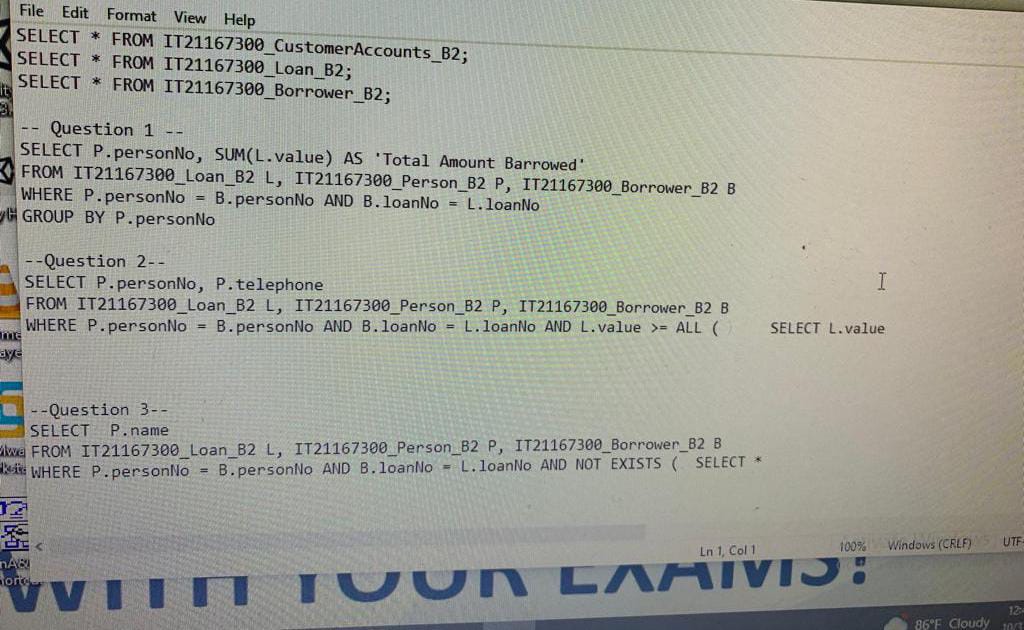 File Edit Format View Help
SELECT * FROM IT21167300_CustomerAccounts_B2;
SELECT * FROM IT21167300_Loan_B2;
SELECT * FROM IT21167300_Borrower_B2;
-- Question 1 --
SELECT P.personNo, SUM(L.value) AS 'Total Amount Barrowed'
FROM IT21167300_Loan_B2 L, IT21167300_Person_B2 P, IT21167300_Borrower_B2 B
WHERE P.personNo = B.personNo AND B.loanNo = L.loanNo
GROUP BY P.personNo
--Question 2--
SELECT P.personNo, P.telephone
FROM IT21167300_Loan_B2 L, IT21167300_Person_B2 P, IT21167300_Borrower_B2 B
WHERE P.personNo = B.personNo AND B.loanNo = L.loanNo AND L.value >= ALL ( SELECT L.value
--Question 3--
SELECT P.name
FROM IT21167300_Loan_B2 L, IT21167300_Person_B2 P, IT21167300_Borrower_B2 B
WHERE P.personNo = B.personNo AND B.loanNo = L.loanNo AND NOT EXISTS ( SELECT *
Ln 1, Col 1 100% Windows (CRLF) UTF-
WITH YOUR EXAMS!
86°F Cloudy